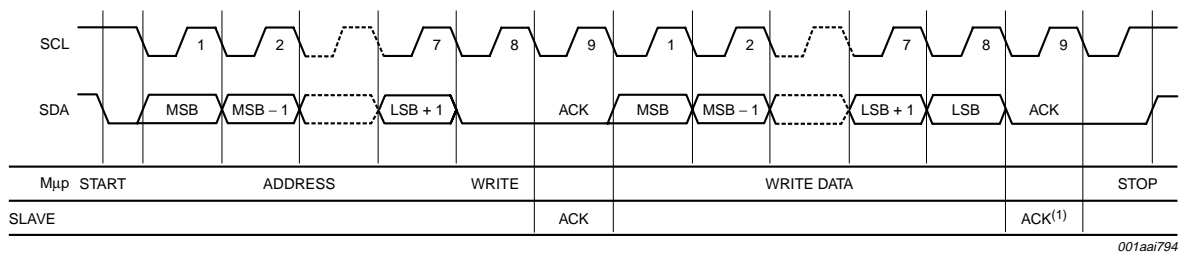 SCL 1 2 7 8 9 1 2 7 8 9
SDA MSB MSB − 1 LSB + 1 ACK MSB MSB − 1 LSB + 1 LSB ACK
Mμp START ADDRESS WRITE WRITE DATA STOP
SLAVE ACK ACK(1)
001aai794